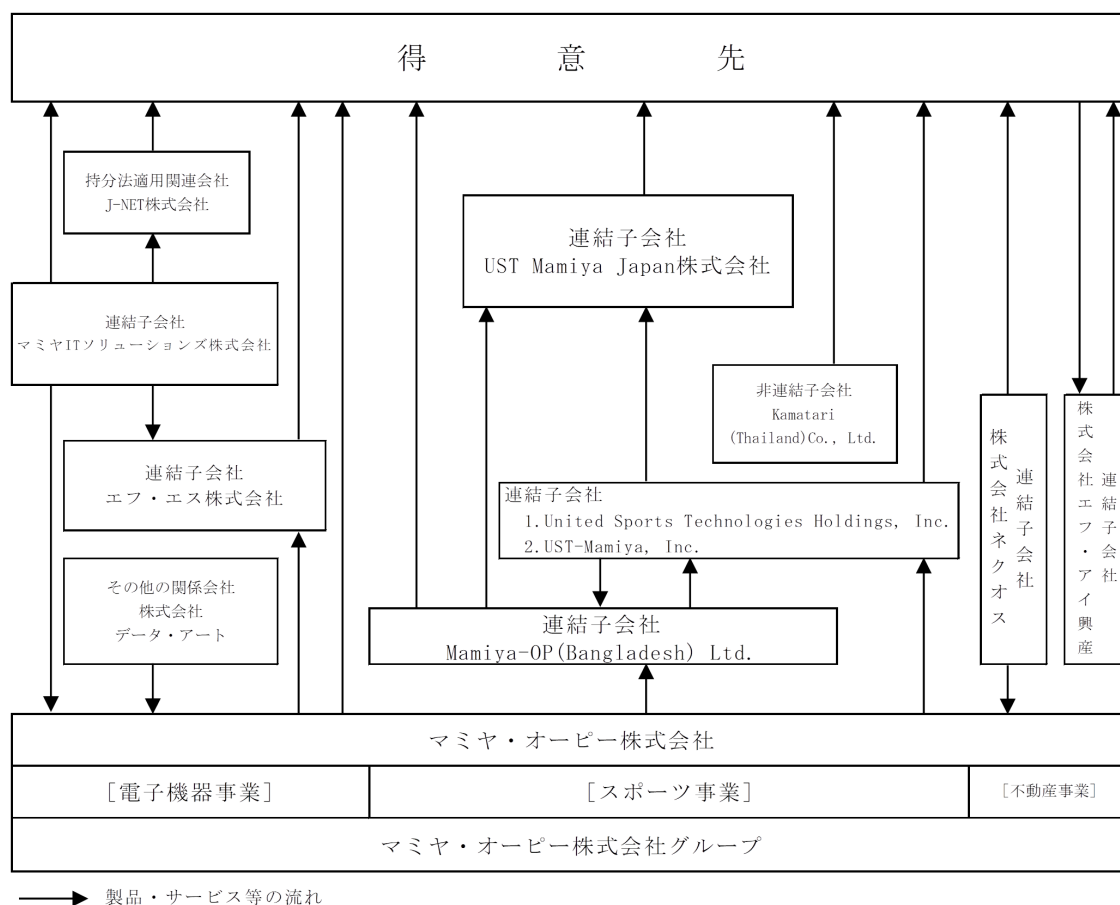 得意先
持分法適用関連会社
J-NET株式会社
連結子会社
マミヤITソリューションズ株式会社
連結子会社
エフ・エス株式会社
その他の関係会社
株式会社
データ・アート
連結子会社
UST Mamiya Japan株式会社
非連結子会社
Kamatari
(Thailand)Co., Ltd.
連結子会社
1.United Sports Technologies Holdings, Inc.
2.UST-Mamiya, Inc.
連結子会社
Mamiya-OP(Bangladesh) Ltd.
連結子会社
株式会社ネクオス
連結子会社
株式会社エフ・アイ興産
マミヤ・オーピー株式会社
[電子機器事業]
[スポーツ事業]
[不動産事業]
マミヤ・オーピー株式会社グループ
製品・サービス等の流れ